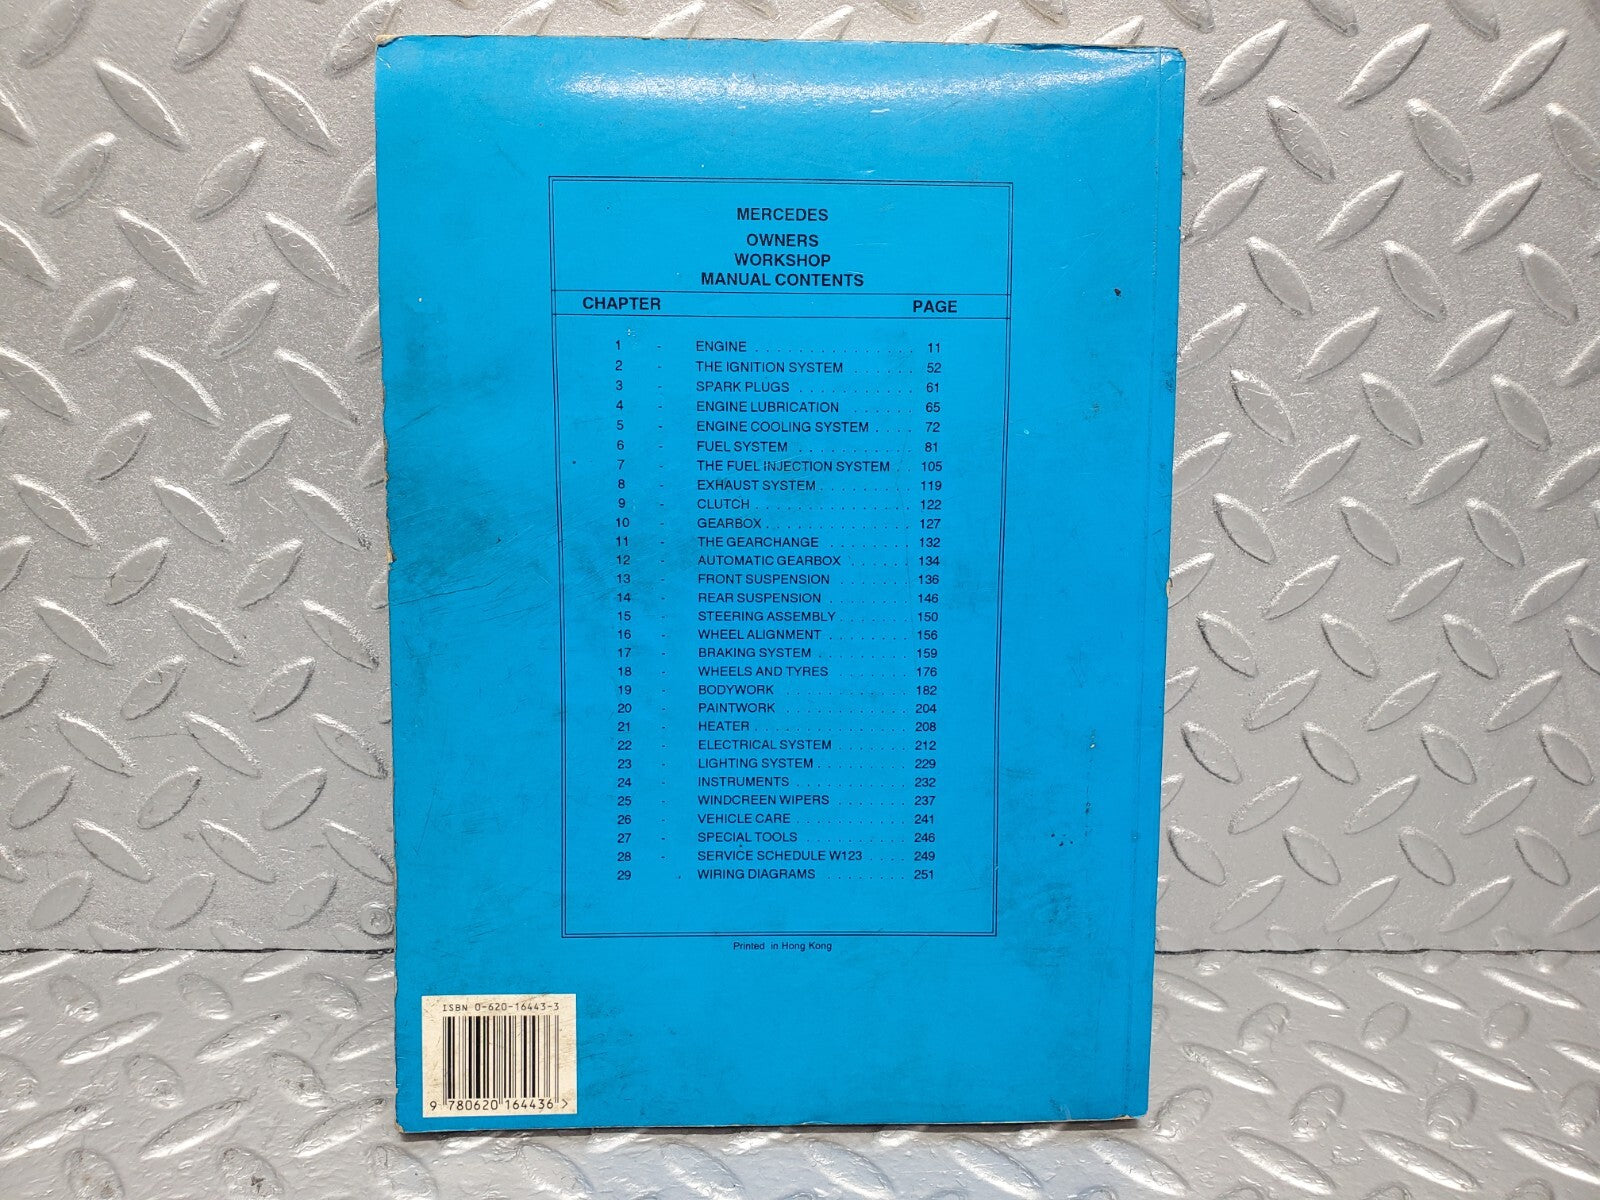 MERCEDES
OWNERS
WORKSHOP
MANUAL CONTENTS
CHAPTER PAGE
1 - ENGINE . . . . . . . . . . . . . . . 11
2 - THE IGNITION SYSTEM . . . . . . 52
3 - SPARK PLUGS . . . . . . . . . . . 61
4 - ENGINE LUBRICATION . . . . . . 65
5 - ENGINE COOLING SYSTEM . . . . 72
6 - FUEL SYSTEM . . . . . . . . . . . 81
7 - THE FUEL INJECTION SYSTEM . . 105
8 - EXHAUST SYSTEM . . . . . . . . . 119
9 - CLUTCH . . . . . . . . . . . . . . . 122
10 - GEARBOX . . . . . . . . . . . . . . 127
11 - THE GEARCHANGE . . . . . . . . 132
12 - AUTOMATIC GEARBOX . . . . . . 134
13 - FRONT SUSPENSION . . . . . . . 136
14 - REAR SUSPENSION . . . . . . . . 146
15 - STEERING ASSEMBLY . . . . . . . 150
16 - WHEEL ALIGNMENT . . . . . . . . 156
17 - BRAKING SYSTEM . . . . . . . . . 159
18 - WHEELS AND TYRES . . . . . . . 176
19 - BODYWORK . . . . . . . . . . . . 182
20 - PAINTWORK . . . . . . . . . . . . 204
21 - HEATER . . . . . . . . . . . . . . . 208
22 - ELECTRICAL SYSTEM . . . . . . . 212
23 - LIGHTING SYSTEM . . . . . . . . . 229
24 - INSTRUMENTS . . . . . . . . . . . 232
25 - WINDCREEN WIPERS . . . . . . . 237
26 - VEHICLE CARE . . . . . . . . . . . 241
27 - SPECIAL TOOLS . . . . . . . . . . 246
28 - SERVICE SCHEDULE W123 . . . . 249
29 . WIRING DIAGRAMS . . . . . . . . 251
Printed in Hong Kong
ISBN 0-620-16443-3
9 780620 164436 >